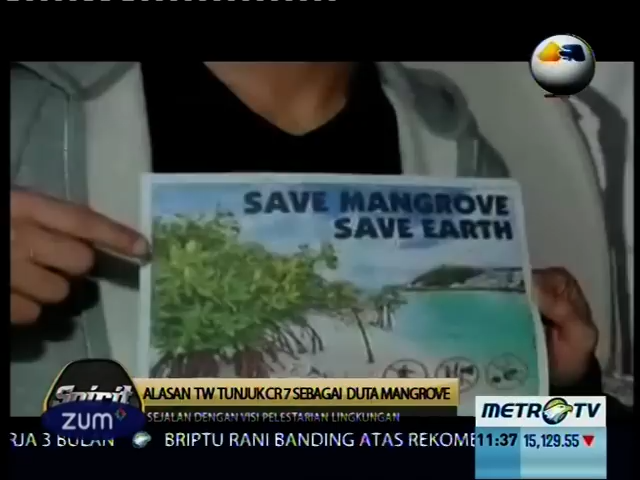 SAVE MANGROVE
SAVE EARTH
Spirit
zum
ALASAN TW TUNJUK CR7 SEBAGAI DUTA MANGROVE
SEJALAN DENGAN VISI PELESTARIAN LINGKUNGAN
METRO TV
RJA 3 BULAN BRIPTU RANI BANDING ATAS REKOME
11:37 15,129.55